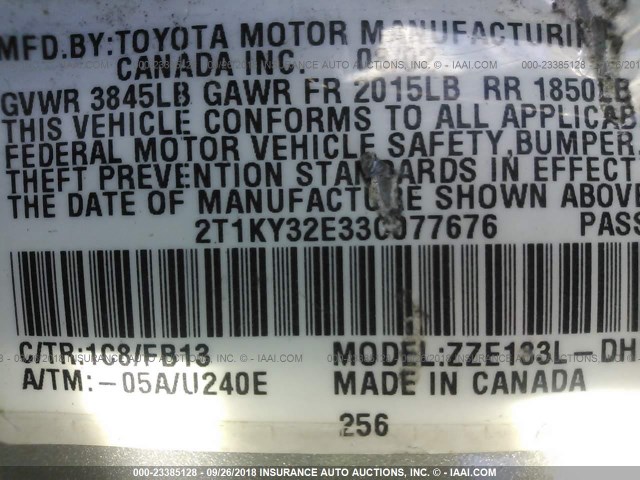 MFD.BY:TOYOTA MOTOR MANUFACTURIN
CANADA INC.
GVWR 3845LB GAWR FR 2015LB RR 1850LB
THIS VEHICLE CONFORMS TO ALL APPLICAB
FEDERAL MOTOR VEHICLE SAFETY,BUMPER,
THEFT PREVENTION STANDARDS IN EFFECT
THE DATE OF MANUFACTURE SHOWN ABOVE
2T1KY32E33C077676 PASS
C/TR:1C8/FB13 MODEL:ZZE133L-DH
A/TM:-05A/U240E MADE IN CANADA
256
00-23385128 - 09/26/2018 INSURANCE AUTO AUCTIONS. - © - IAAI.COM